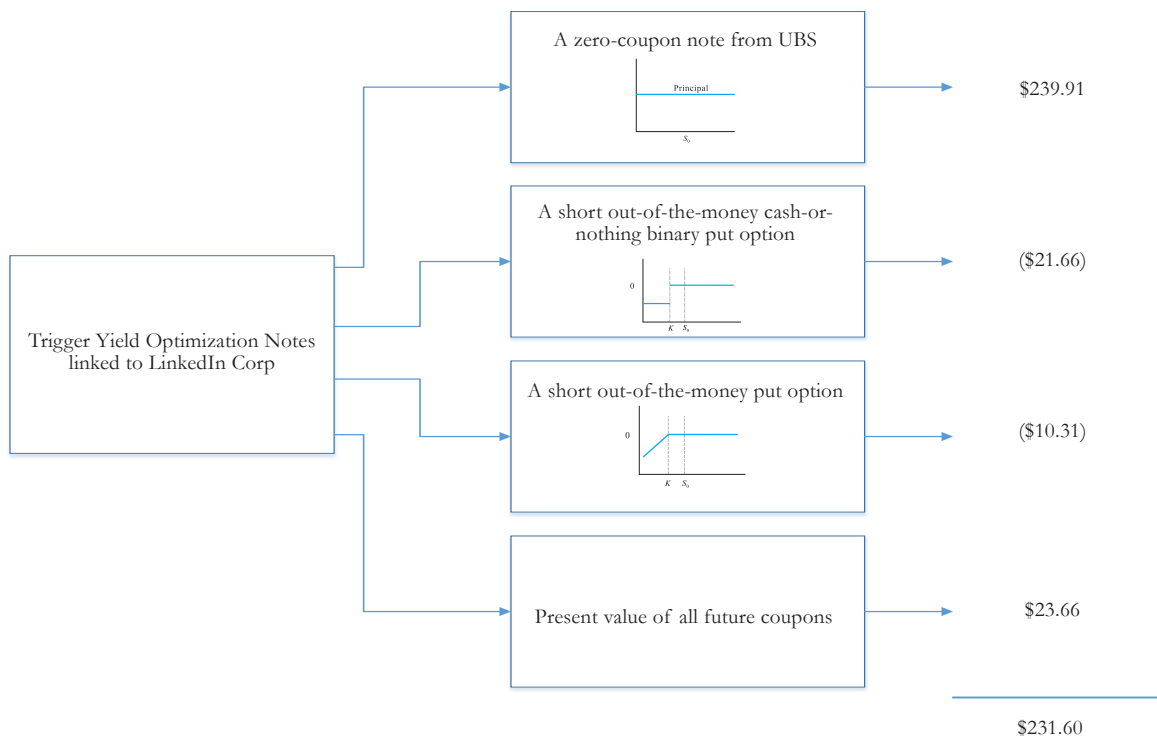 A zero-coupon note from UBS
Principal
S0
$239.91
A short out-of-the-money cash-or-
nothing binary put option
0
K S0
($21.66)
Trigger Yield Optimization Notes
linked to LinkedIn Corp
A short out-of-the-money put option
0
K S0
($10.31)
Present value of all future coupons
$23.66
$231.60